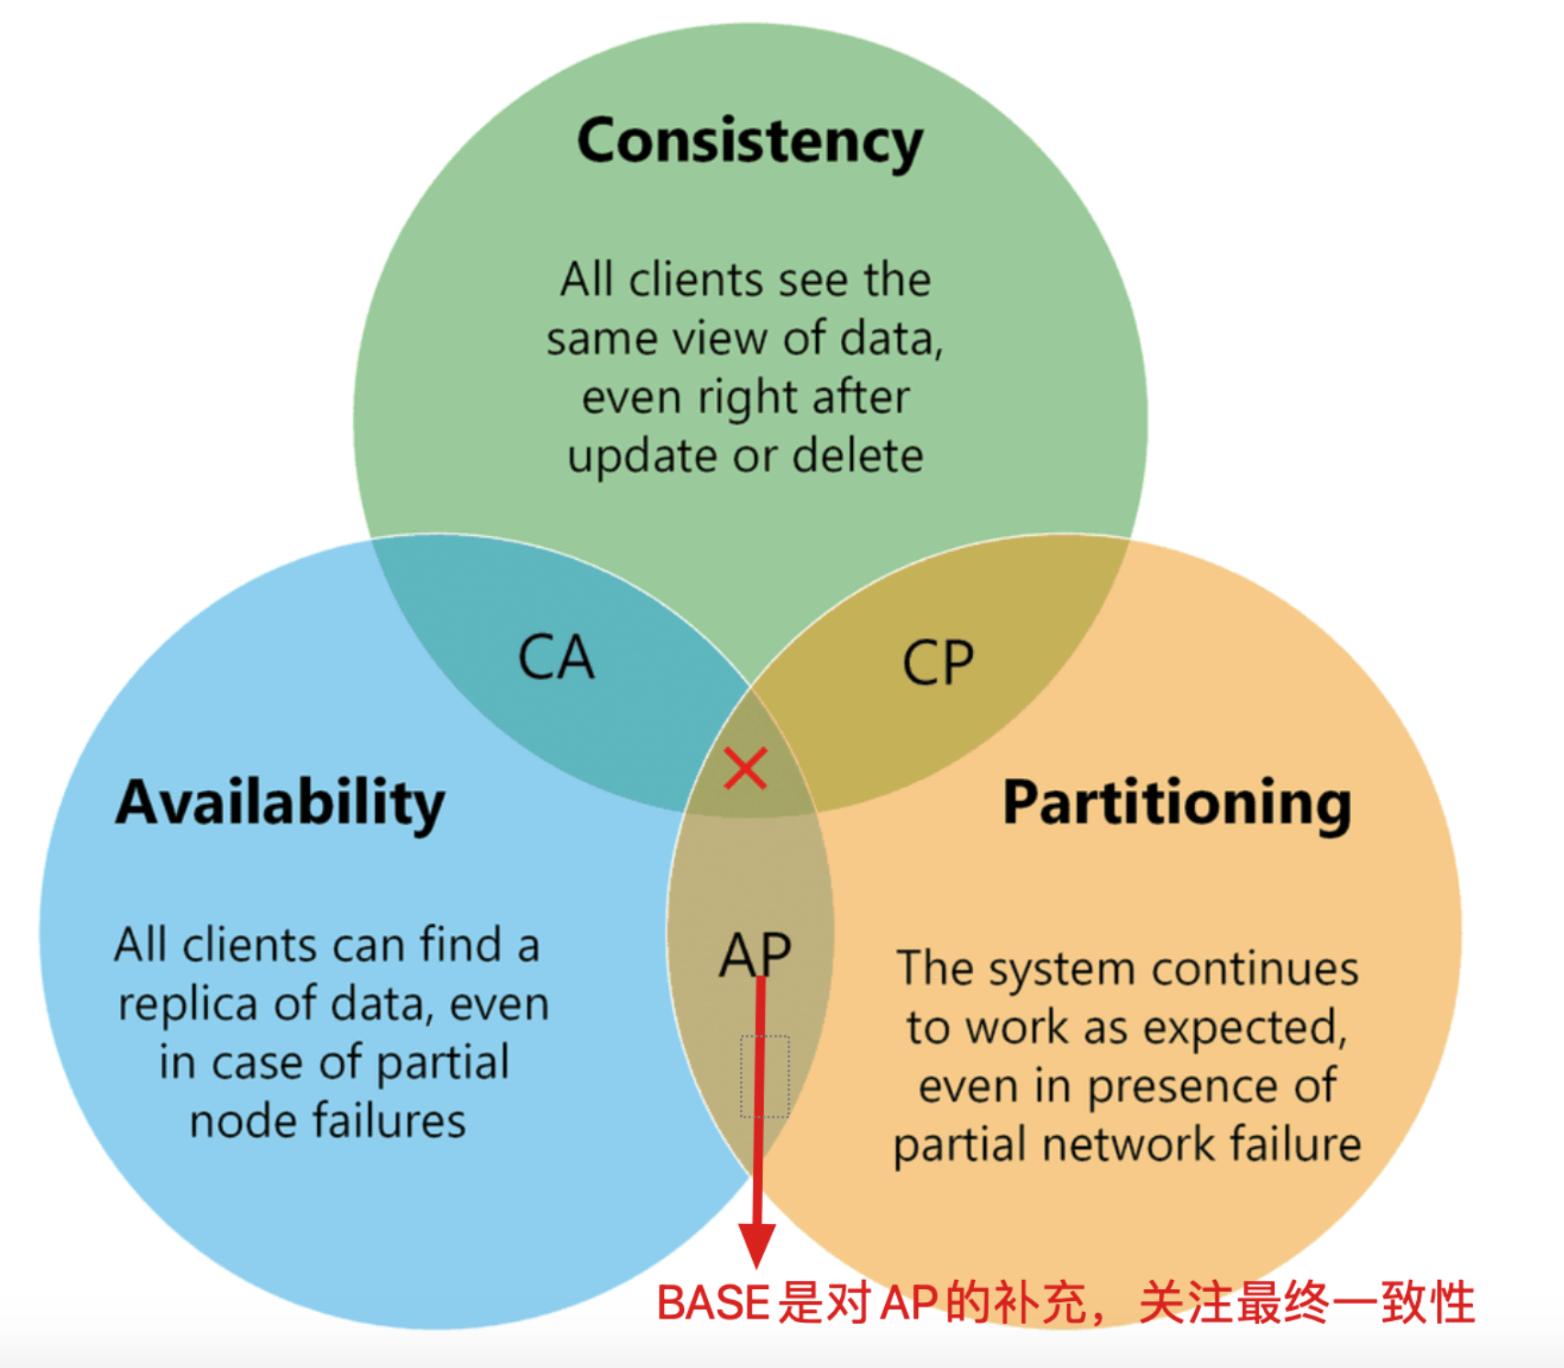 Consistency
All clients see the
same view of data,
even right after
update or delete
CA
CP
Availability
All clients can find a
replica of data, even
in case of partial
node failures
Partitioning
The system continues
to work as expected,
even in presence of
partial network failure
AP
BASE是对AP的补充，关注最终一致性